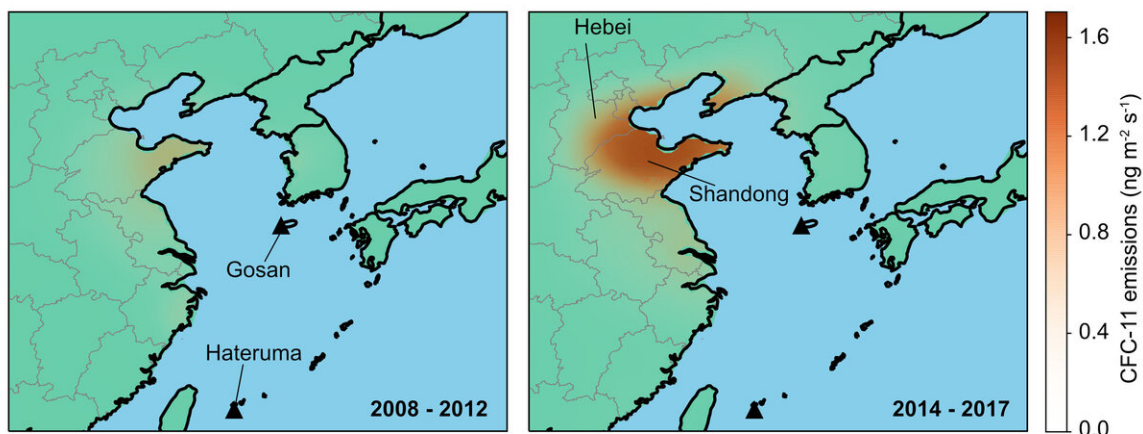 Gosan
Hateruma
2008 - 2012
Hebei
Shandong
2014 - 2017
1.6
1.2
0.8
0.4
0.0
CFC-11 emissions (ng m⁻² s⁻¹)